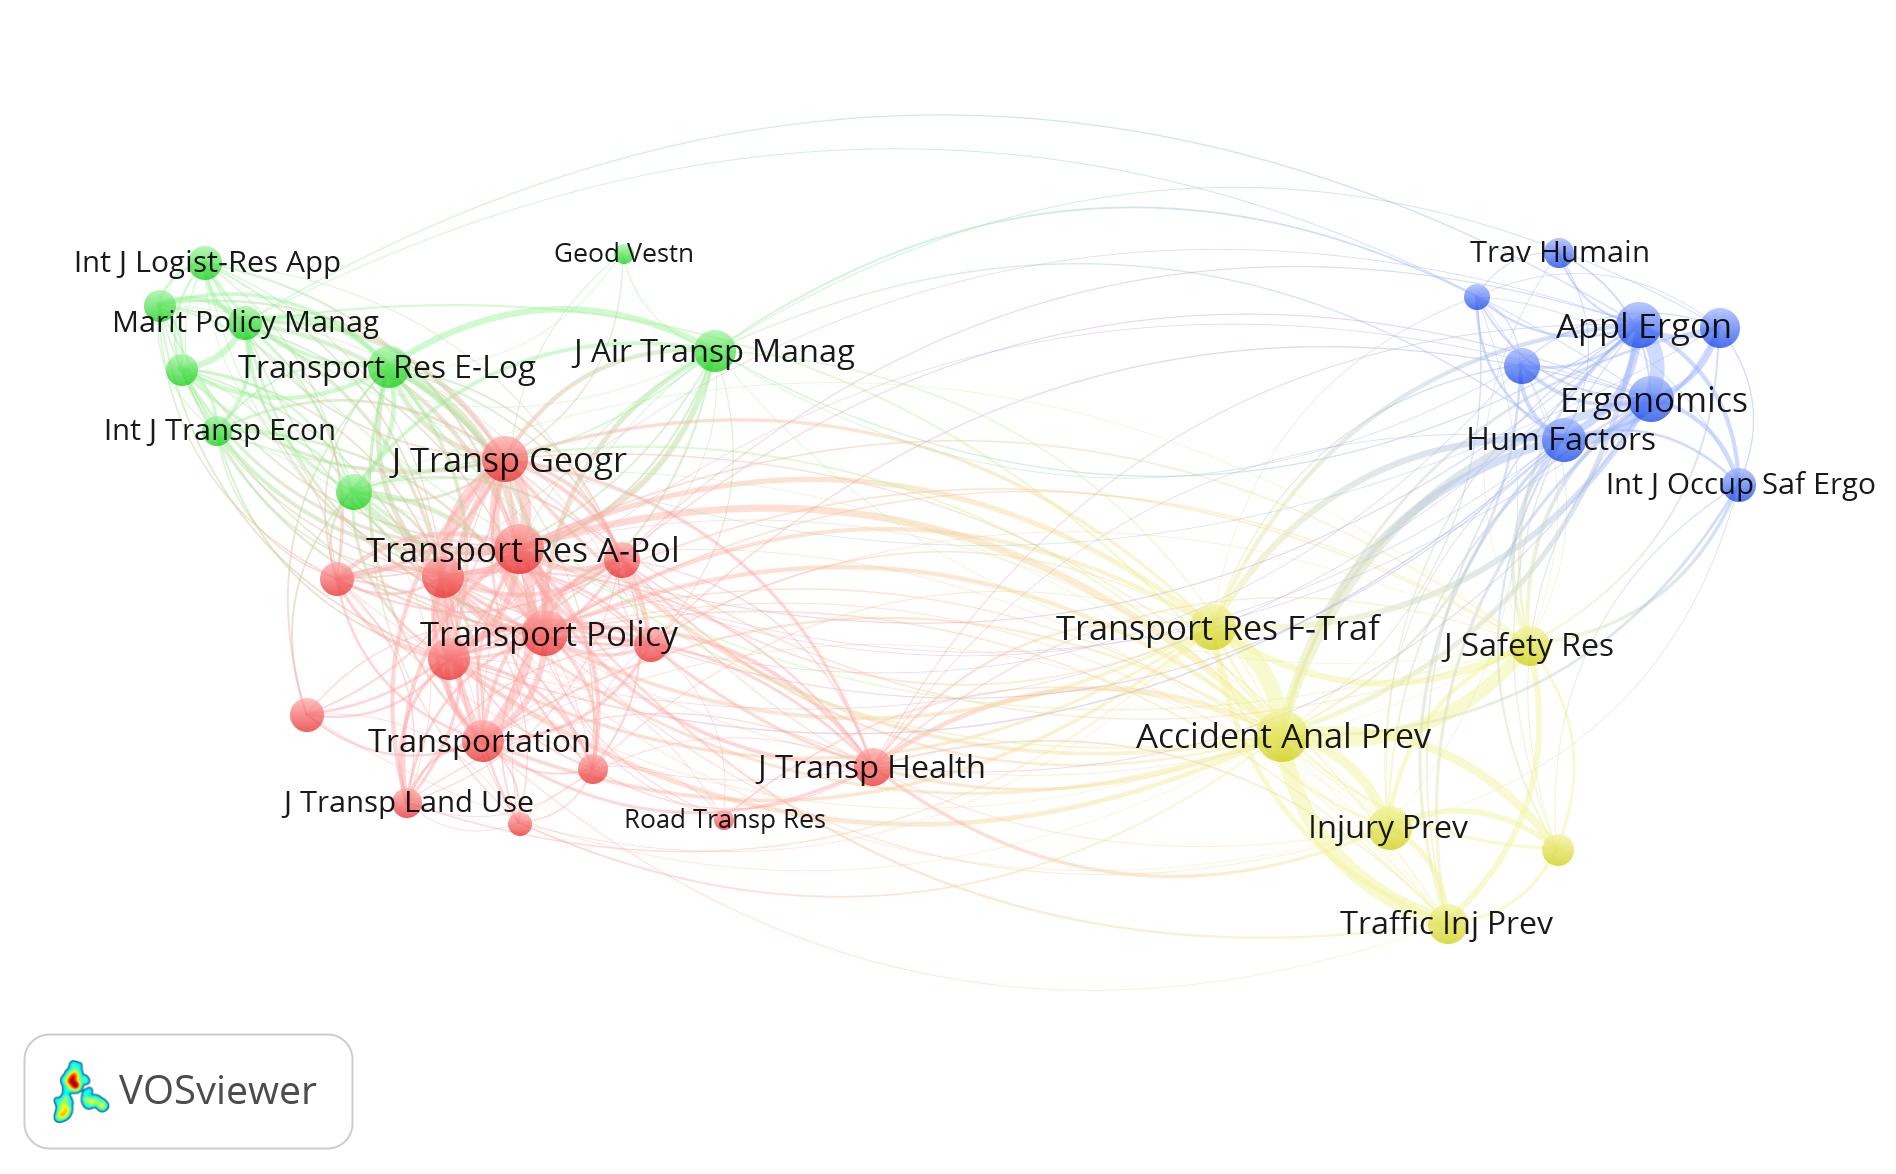 Int J Logist-Res App
Geod Vestn
Trav Humain
Marit Policy Manag
Appl Ergon
Transport Res E-Log
J Air Transp Manag
Ergonomics
Int J Transp Econ
Hum Factors
J Transp Geogr
Int J Occup Saf Ergo
Transport Res A-Pol
Transport Policy
Transport Res F-Traf
J Safety Res
Transportation
Accident Anal Prev
J Transp Health
J Transp Land Use
Road Transp Res
Injury Prev
Traffic Inj Prev
VOSviewer